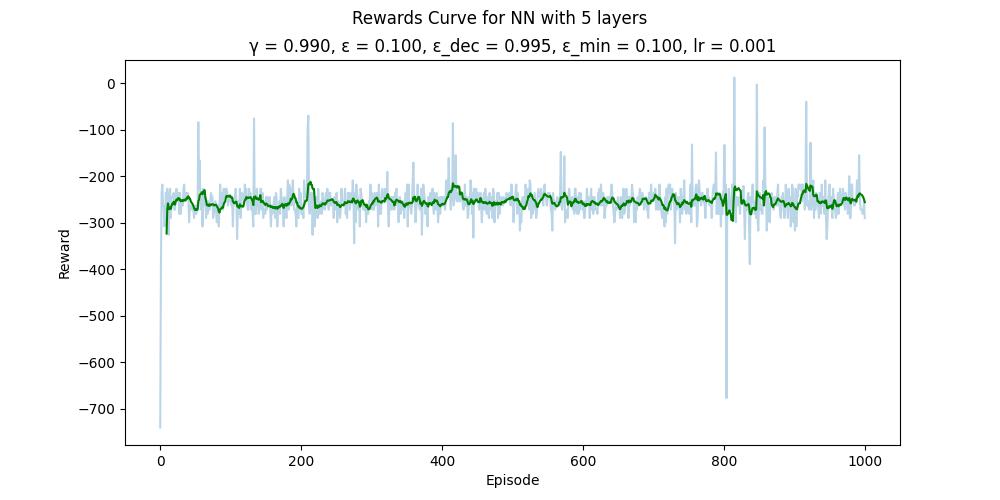 Rewards Curve for NN with 5 layers
γ = 0.990, ε = 0.100, ε_dec = 0.995, ε_min = 0.100, lr = 0.001
0
−100
−200
−300
−400
−500
−600
−700
Reward
0 200 400 600 800 1000
Episode